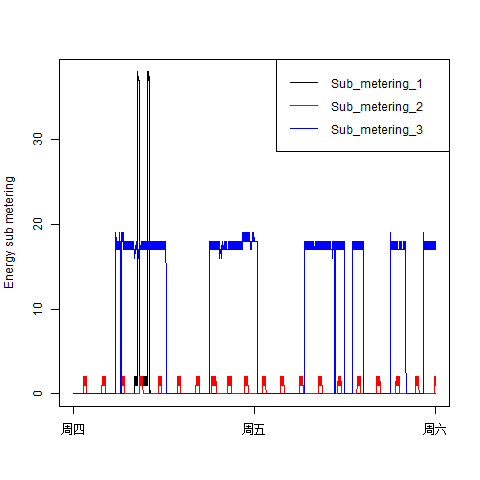 Sub_metering_1
Sub_metering_2
Sub_metering_3
Energy sub metering
30
20
10
0
周四 周五 周六